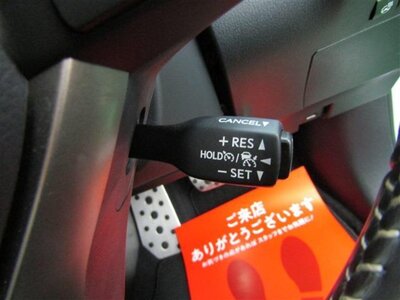 CANCEL▼
+ RES ▲
HOLD / ◀
− SET ▼
ご来店
ありがとうございます